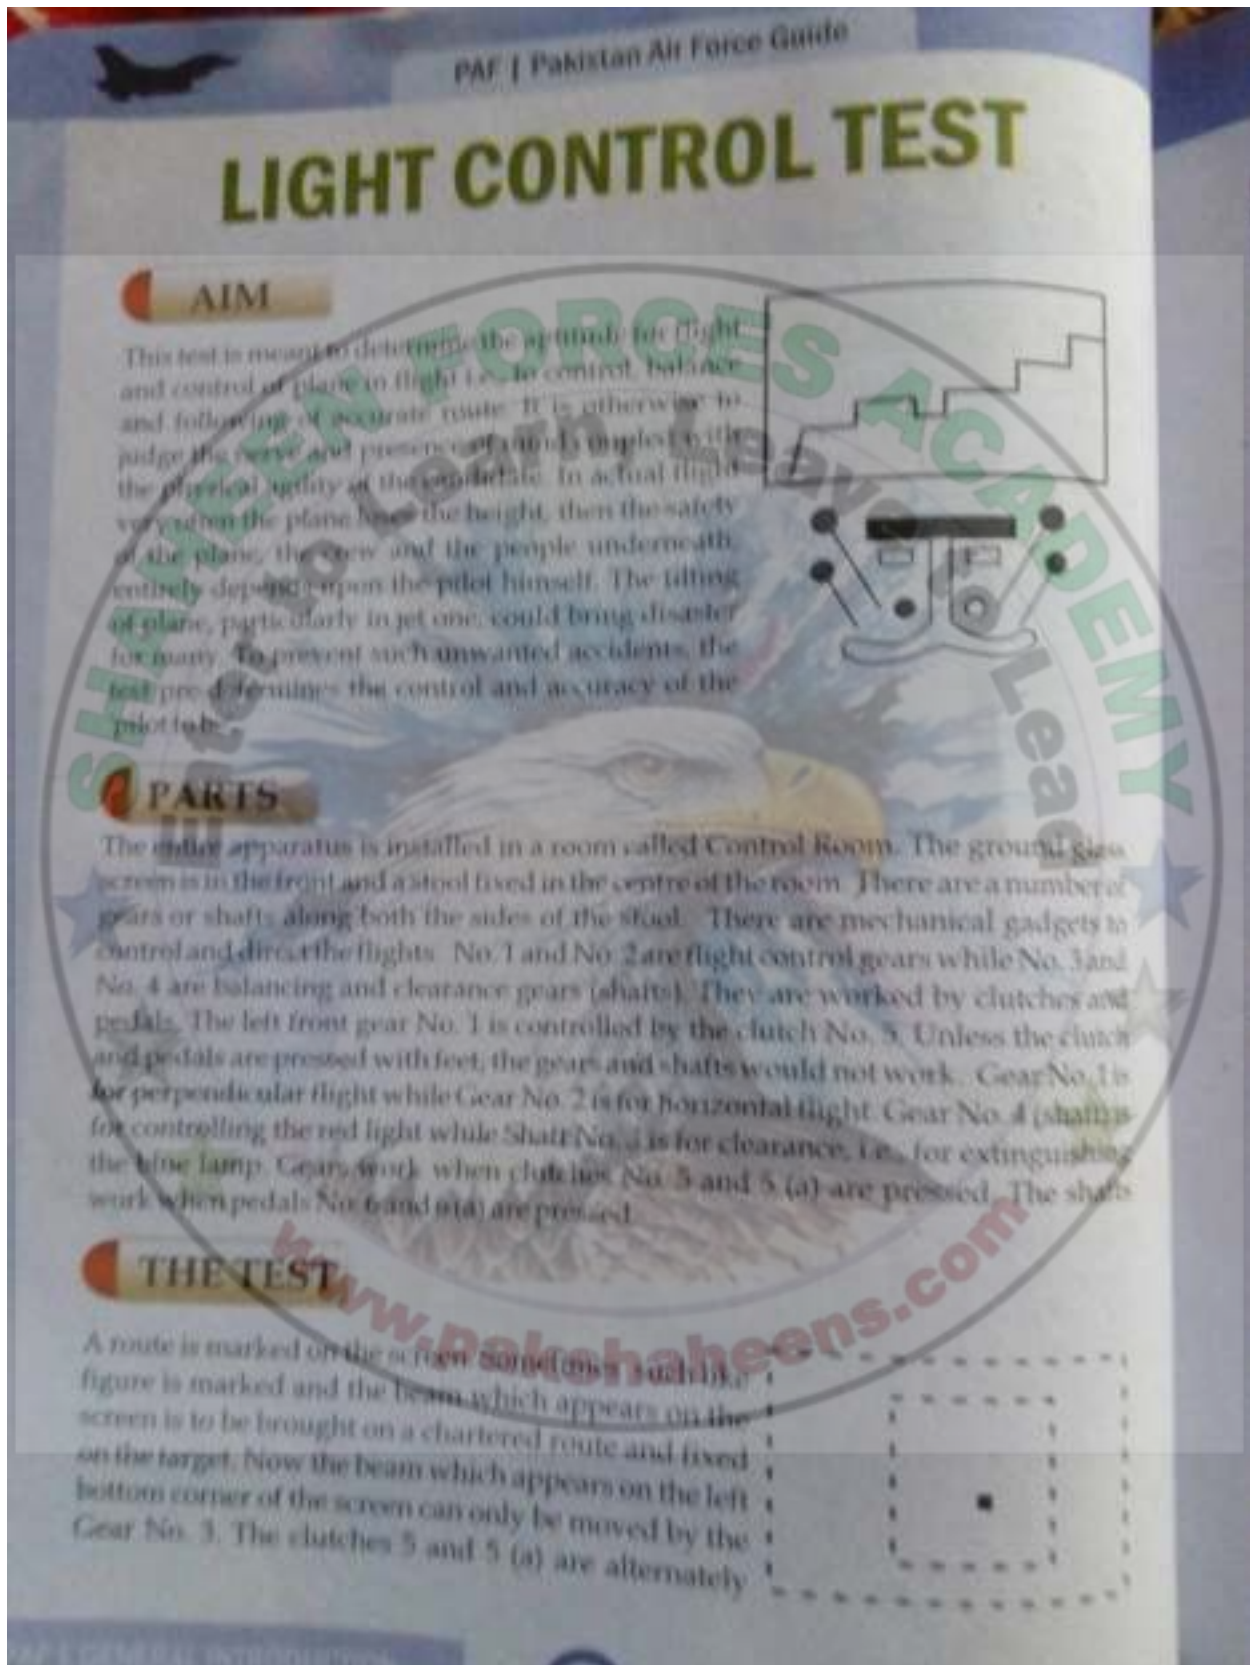 PAF | Pakistan Air Force Guide
LIGHT CONTROL TEST
AIM
This test is meant to determine the aptitude for flight
and control of plane in flight i.e., to control, balance
and following of accurate route. It is otherwise to
judge the nerve and presence of mind coupled with
the physical agility of the candidate. In actual flight
very often the plane loses the height, then the safety
of the plane, the crew and the people underneath,
entirely depends upon the pilot himself. The tilting
of plane, particularly in jet one, could bring disaster
for many. To prevent such unwanted accidents, the
test pre-determines the control and accuracy of the
pilot to be.
PARTS
The entire apparatus is installed in a room called Control Room. The ground glass
screen is in the front and a stool fixed in the centre of the room. There are a number of
gears or shafts along both the sides of the stool. There are mechanical gadgets to
control and direct the flights. No. 1 and No. 2 are flight control gears while No. 3 and
No. 4 are balancing and clearance gears (shafts). They are worked by clutches and
pedals. The left front gear No. 1 is controlled by the clutch No. 5. Unless the clutch
and pedals are pressed with feet, the gears and shafts would not work. Gear No. 1 is
for perpendicular flight while Gear No. 2 is for horizontal flight. Gear No. 4 (shaft) is
for controlling the red light while Shaft No. 3 is for clearance, i.e., for extinguishing
the blue lamp. Gears work when clutches No. 5 and 5 (a) are pressed. The shafts
work when pedals No. 6 and 6 (a) are pressed.
THE TEST
A route is marked on the screen. Sometimes such like
figure is marked and the beam which appears on the
screen is to be brought on a chartered route and fixed
on the target. Now the beam which appears on the left
bottom corner of the screen can only be moved by the
Gear No. 3. The clutches 5 and 5 (a) are alternately
PAF | GENERAL INTRODUCTION
SHAHEEN FORCES ACADEMY
Enter to Learn Leave to Lead
www.pakshaheens.com